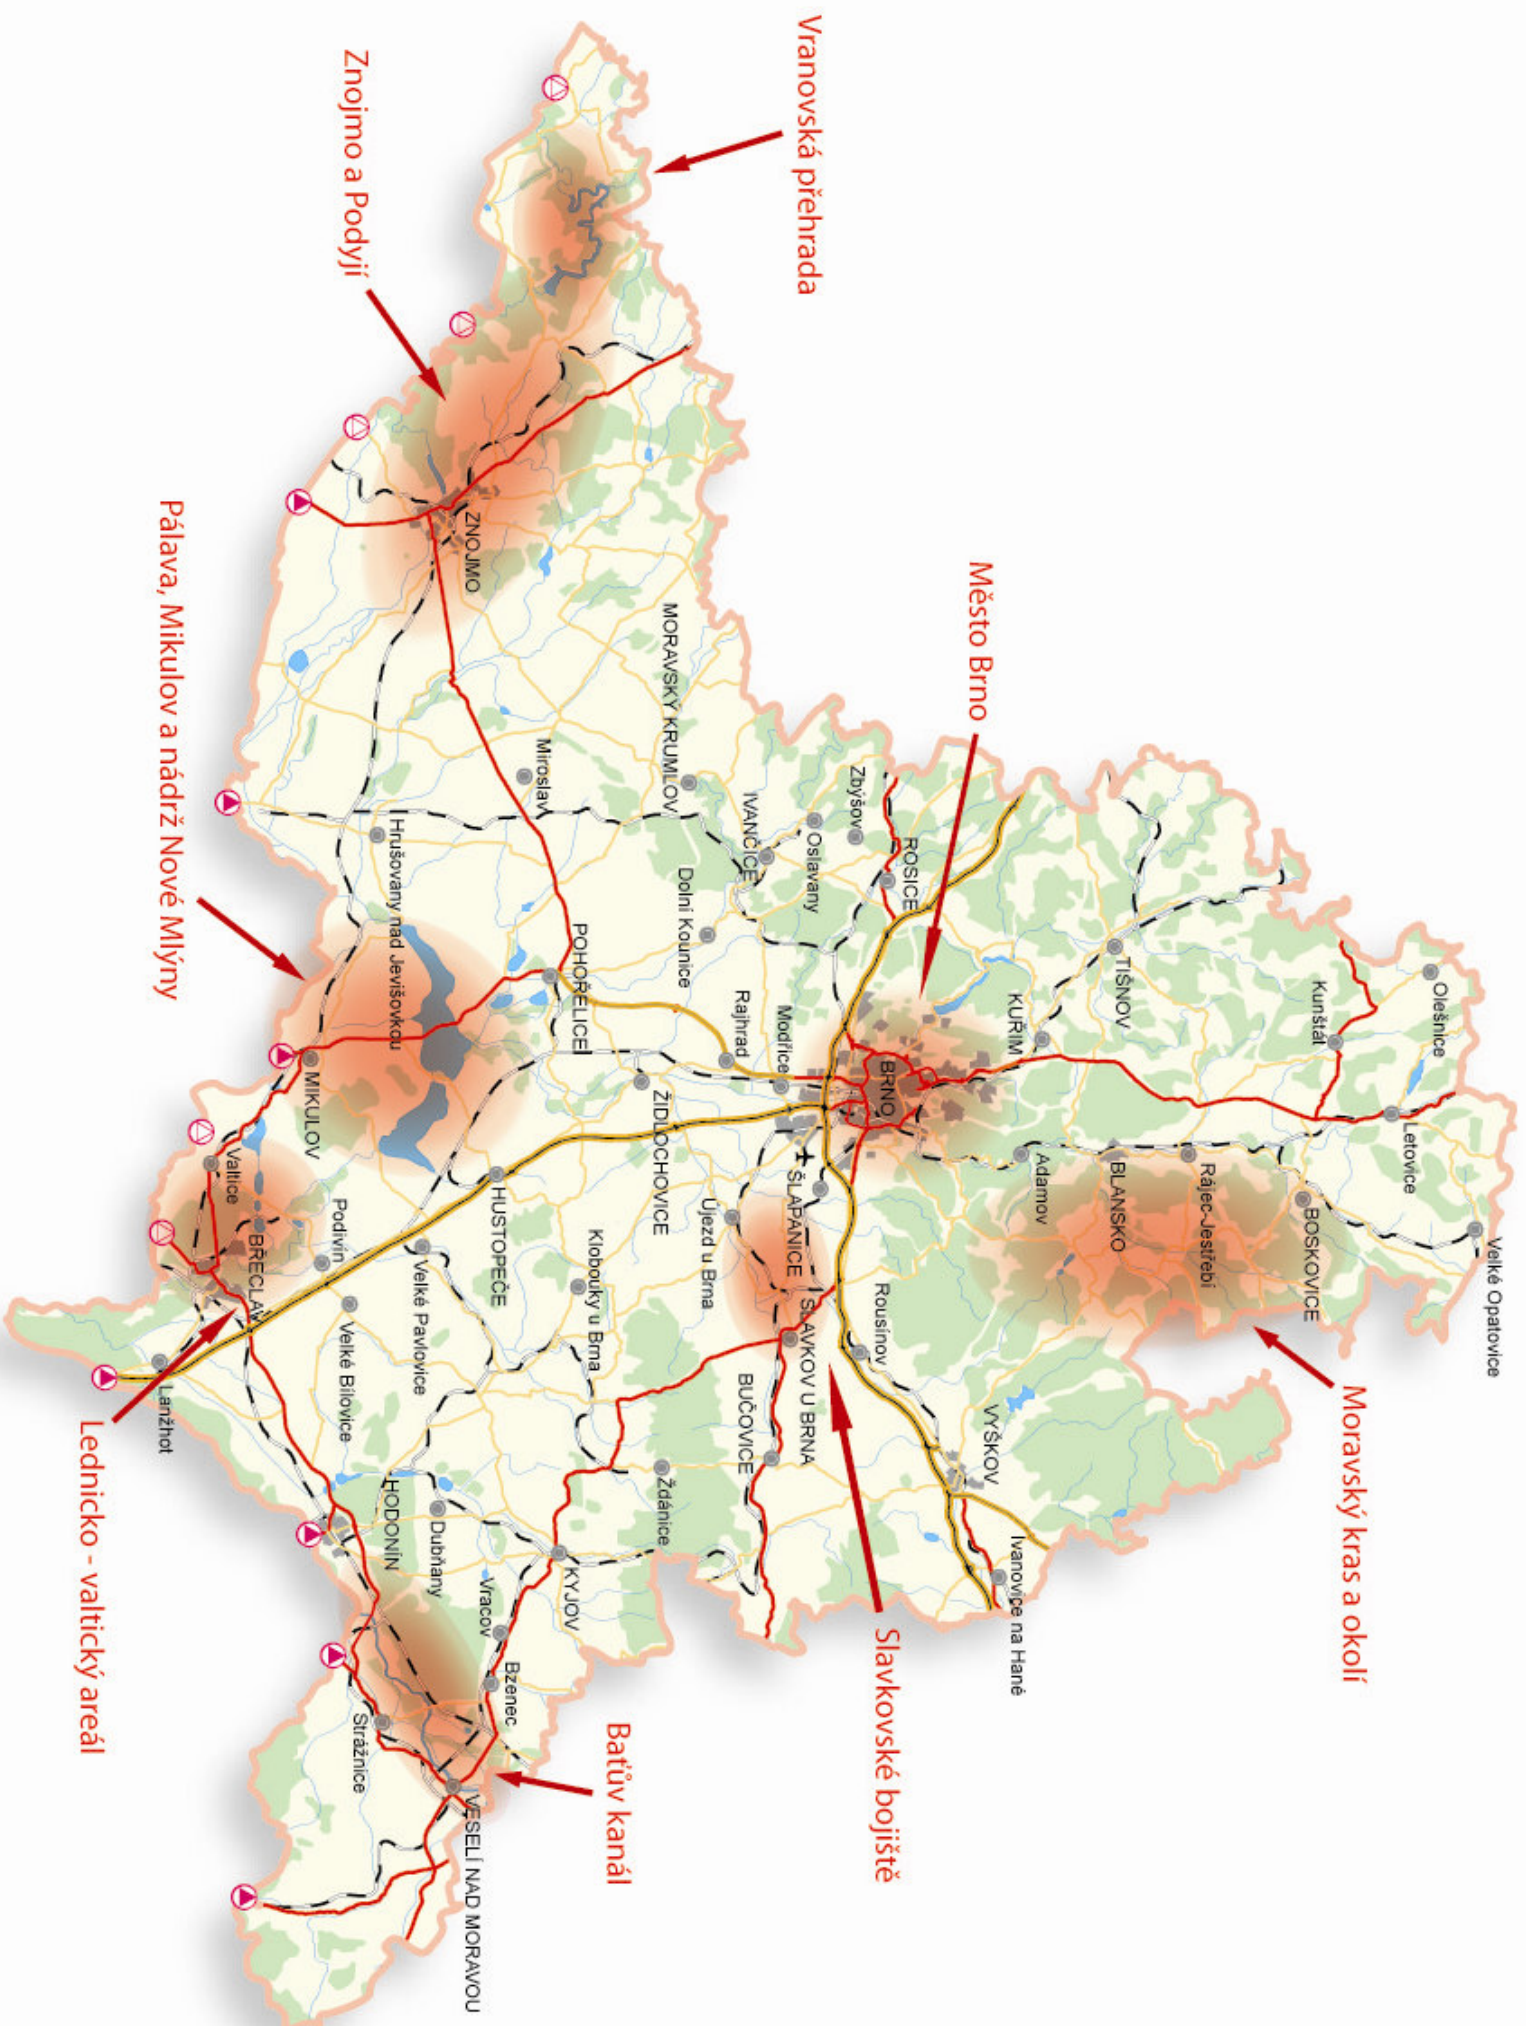 Vranovská přehrada
Znojmo a Podyjí
Pálava, Mikulov a nádrž Nové Mlýny
Město Brno
Moravský kras a okolí
Slavkovské bojiště
Baťův kanál
Lednicko - valtický areál
Velké Opatovice
Olešnice
Letovice
Kunštát
BOSKOVICE
Rájec-Jestřebí
TIŠNOV
BLANSKO
KUŘIM
Adamov
Ivanovice na Hané
VYŠKOV
ROSICE
BRNO
Rousínov
Zbýšov
Oslavany
ŠLAPANICE
SLAVKOV U BRNA
Modřice
IVANČICE
Rajhrad
BUČOVICE
Újezd u Brna
Dolní Kounice
MORAVSKÝ KRUMLOV
ŽIDLOCHOVICE
Ždánice
Klobouky u Brna
POHOŘELICE
KYJOV
Miroslav
HUSTOPEČE
Bzenec
Vracov
ZNOJMO
VESELÍ NAD MORAVOU
Dubňany
Velké Pavlovice
Hrušovany nad Jevišovkou
HODONÍN
Strážnice
Velké Bílovice
Podivín
MIKULOV
BŘECLAV
Valtice
Lanžhot